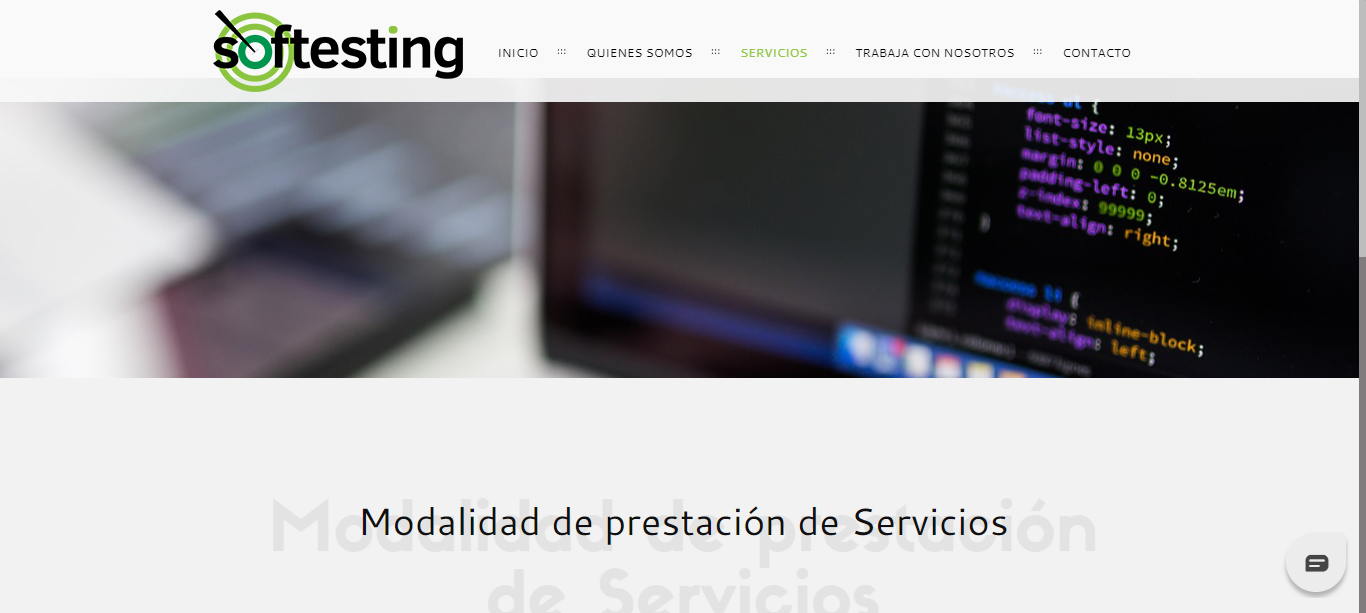 softesting
INICIO
QUIENES SOMOS
SERVICIOS
TRABAJA CON NOSOTROS
CONTACTO
ul {
font-size: 13px;
list-style: none;
margin: 0 0 0 -0.8125em;
padding-left: 0;
z-index: 99999;
text-align: right;
}
li {
display: inline-block;
text-align: left;
Modalidad de prestación de Servicios
Modalidad de prestación
de Servicios